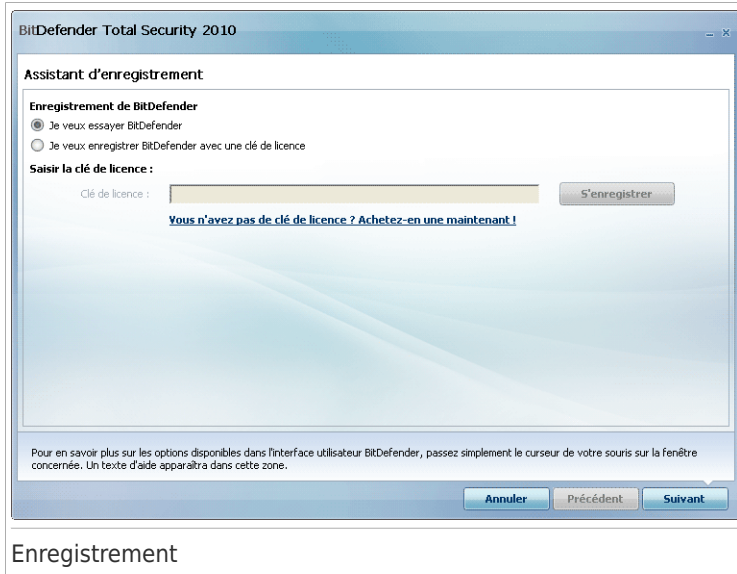 BitDefender Total Security 2010
Assistant d'enregistrement
Enregistrement de BitDefender
Je veux essayer BitDefender
Je veux enregistrer BitDefender avec une clé de licence
Saisir la clé de licence :
Clé de licence :
S'enregistrer
Vous n'avez pas de clé de licence ? Achetez-en une maintenant !
Pour en savoir plus sur les options disponibles dans l'interface utilisateur BitDefender, passez simplement le curseur de votre souris sur la fenêtre
concernée. Un texte d'aide apparaîtra dans cette zone.
Annuler
Précédent
Suivant
Enregistrement